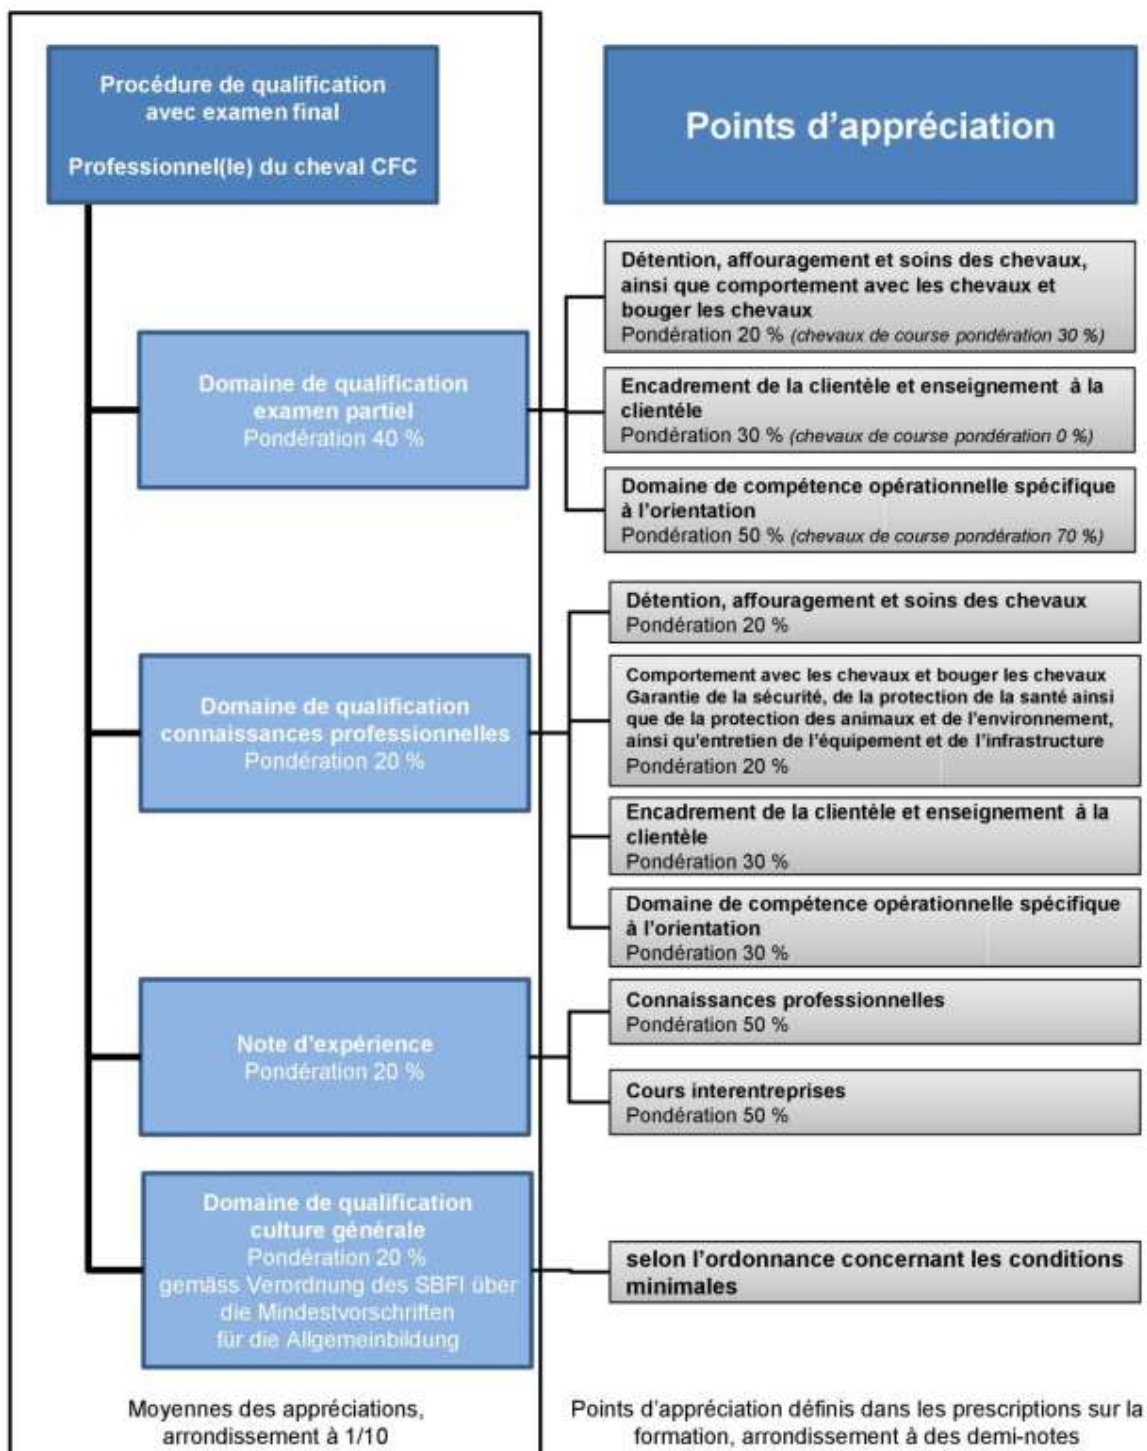 Procédure de qualification
avec examen final
Professionnel(le) du cheval CFC
Points d'appréciation
Domaine de qualification
examen partiel
Pondération 40 %
Détention, affouragement et soins des chevaux,
ainsi que comportement avec les chevaux et
bouger les chevaux
Pondération 20 % (chevaux de course pondération 30 %)
Encadrement de la clientèle et enseignement à la
clientéle
Pondération 30 % (chevaux de course pondération 0 %)
Domaine de compétence opérationnelle spécifique
à l'orientation
Pondération 50 % (chevaux de course pondération 70 %)
Domaine de qualification
connaissances professionnelles
Pondération 20 %
Détention, affouragement et soins des chevaux
Pondération 20 %
Comportement avec les chevaux et bouger les chevaux
Garantie de la sécurité, de la protection de la santé ainsi
que de la protection des animaux et de l'environnement,
ainsi qu'entretien de l'équipement et de l'infrastructure
Pondération 20 %
Encadrement de la clientèle et enseignement à la
clientèle
Pondération 30 %
Domaine de compétence opérationnelle spécifique
à l'orientation
Pondération 30 %
Note d'expérience
Pondération 20 %
Connaissances professionnelles
Pondération 50 %
Cours interentreprises
Pondération 50 %
Domaine de qualification
culture générale
Pondération 20 %
gemäss Verordnung des SBFI über
die Mindestvorschriften
für die Allgemeinbildung
selon l'ordonnance concernant les conditions
minimales
Moyennes des appréciations,
arrondissement à 1/10
Points d'appréciation définis dans les prescriptions sur la
formation, arrondissement à des demi-notes